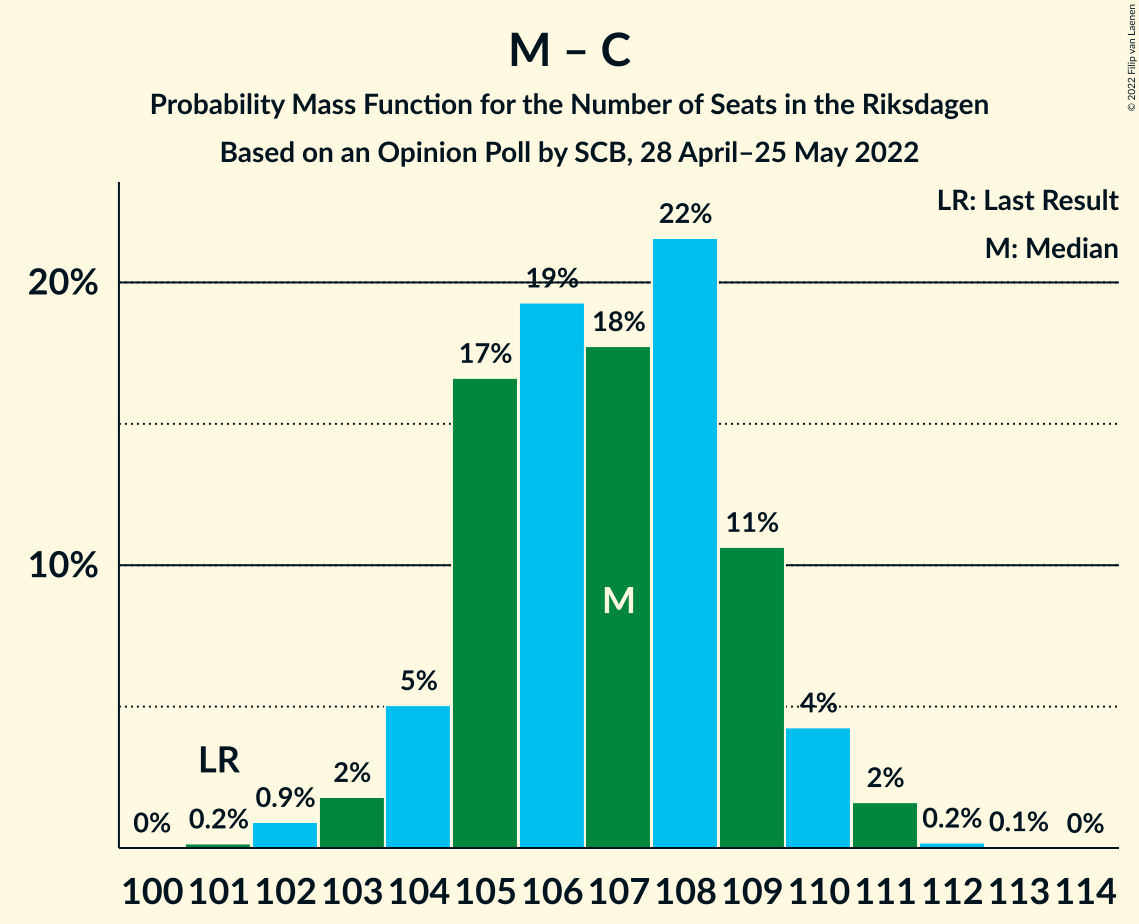 M – C
Probability Mass Function for the Number of Seats in the Riksdagen
Based on an Opinion Poll by SCB, 28 April–25 May 2022
© 2022 Filip van Laenen
LR: Last Result
M: Median
20%
10%
0%
0.2%
0.9%
2%
5%
17%
19%
18%
22%
11%
4%
2%
0.2%
0.1%
0%
LR
M
100 101 102 103 104 105 106 107 108 109 110 111 112 113 114